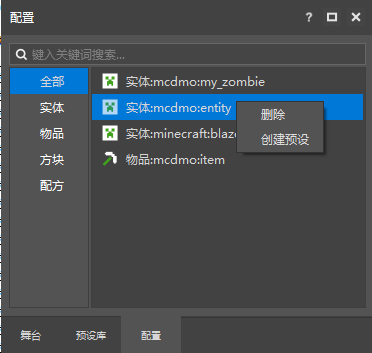 配置
键入关键词搜索...
全部
实体
物品
方块
配方
实体:mcdmo:my_zombie
实体:mcdmo:entity
实体:minecraft:blaz
物品:mcdmo:item
删除
创建预设
舞台
预设库
配置